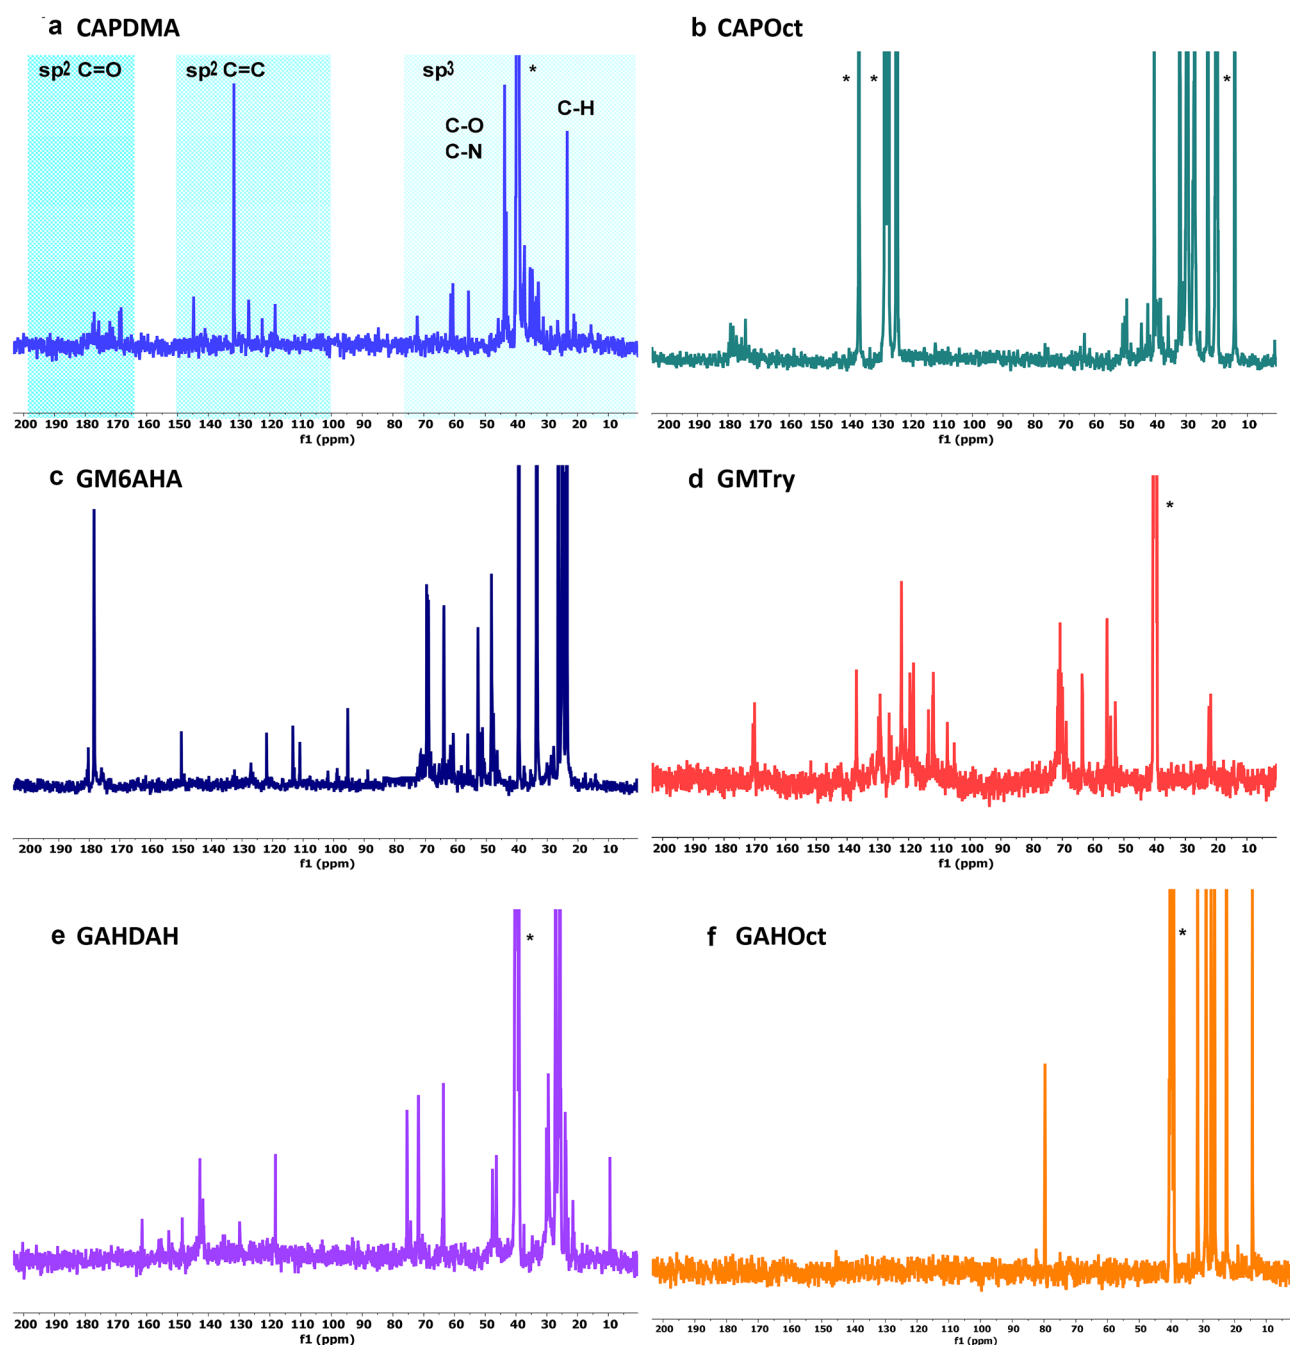 a CAPDMA
b CAPOct
sp2 C=O
sp2 C=C
sp3
*
C-O
C-N
C-H
* *
*
200 190 180 170 160 150 140 130 120 110 100 90 80 70 60 50 40 30 20 10
f1 (ppm)
200 190 180 170 160 150 140 130 120 110 100 90 80 70 60 50 40 30 20 10
f1 (ppm)
c GM6AHA
d GMTry
*
200 190 180 170 160 150 140 130 120 110 100 90 80 70 60 50 40 30 20 10
f1 (ppm)
200 190 180 170 160 150 140 130 120 110 100 90 80 70 60 50 40 30 20 10
f1 (ppm)
e GAHDAH
*
f GAHOct
*
200 190 180 170 160 150 140 130 120 110 100 90 80 70 60 50 40 30 20 10
f1 (ppm)
200 190 180 170 160 150 140 130 120 110 100 90 80 70 60 50 40 30 20 10
f1 (ppm)